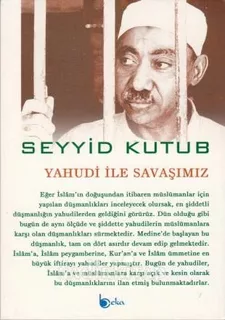 SEYYİD KUTUB
YAHUDİ İLE SAVAŞIMIZ
Eğer İslâm'ın doğuşundan itibaren müslümanlar için
yapılan düşmanlıkları inceleyecek olursak, en şiddetli
düşmanlığın yahudilerden geldiğini görürüz. Dün olduğu gibi
bugün de aynı ölçüde ve şiddette yahudilerin müslümanlara
karşı olan düşmanlıkları sürmektedir. Medine'de başlayan bu
düşmanlık, tam on dört asırdır devam edip gelmektedir.
İslâm'a, İslâm peygamberine, Kur'an'a ve İslâm ümmetine en
büyük iftirayı yahudiler yapmıştır. Bugün de yahudiler,
İslâm'a ve müslümanlara karşı açık ve kesin olarak
bu düşmanlıklarını ilan etmiş bulunmaktadırlar.
beka